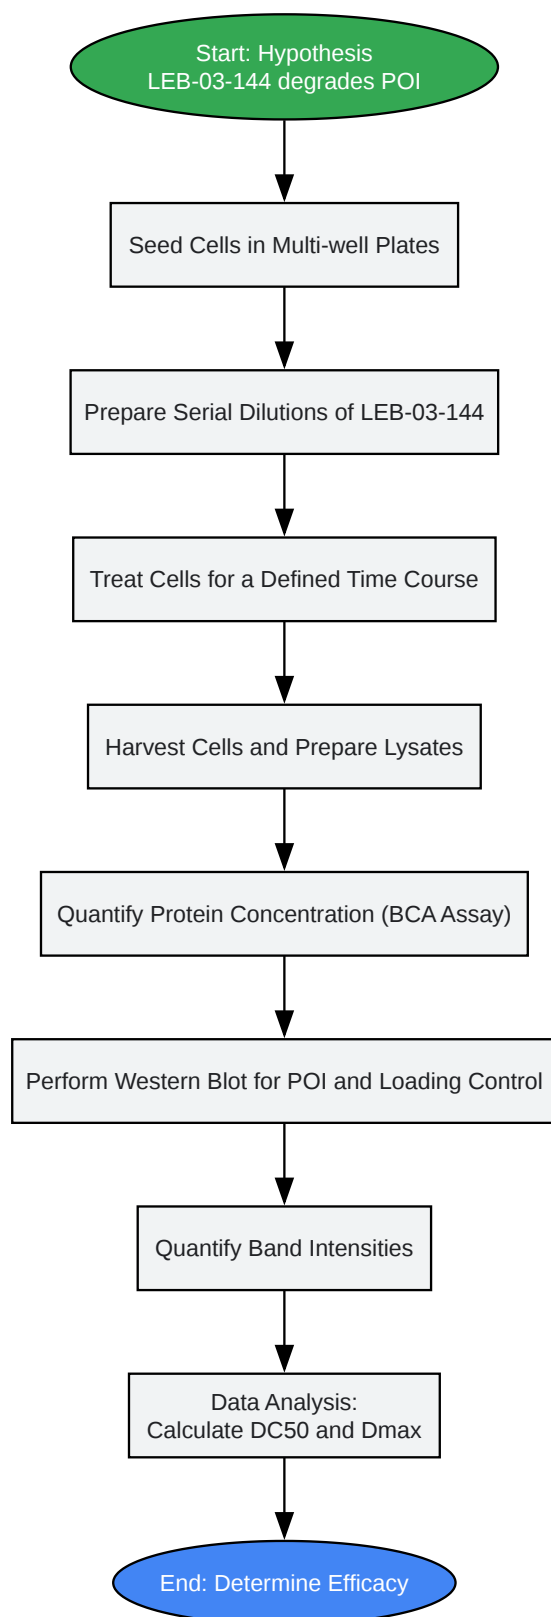 Start: Hypothesis
LEB-03-144 degrades POI
Seed Cells in Multi-well Plates
Prepare Serial Dilutions of LEB-03-144
Treat Cells for a Defined Time Course
Harvest Cells and Prepare Lysates
Quantify Protein Concentration (BCA Assay)
Perform Western Blot for POI and Loading Control
Quantify Band Intensities
Data Analysis:
Calculate DC50 and Dmax
End: Determine Efficacy